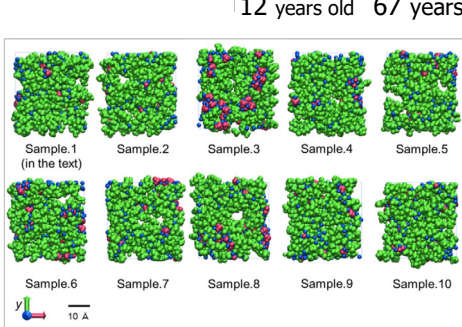 12 years old 67 years
Sample.1 Sample.2 Sample.3 Sample.4 Sample.5
(in the text)
Sample.6 Sample.7 Sample.8 Sample.9 Sample.10
y
10 Å